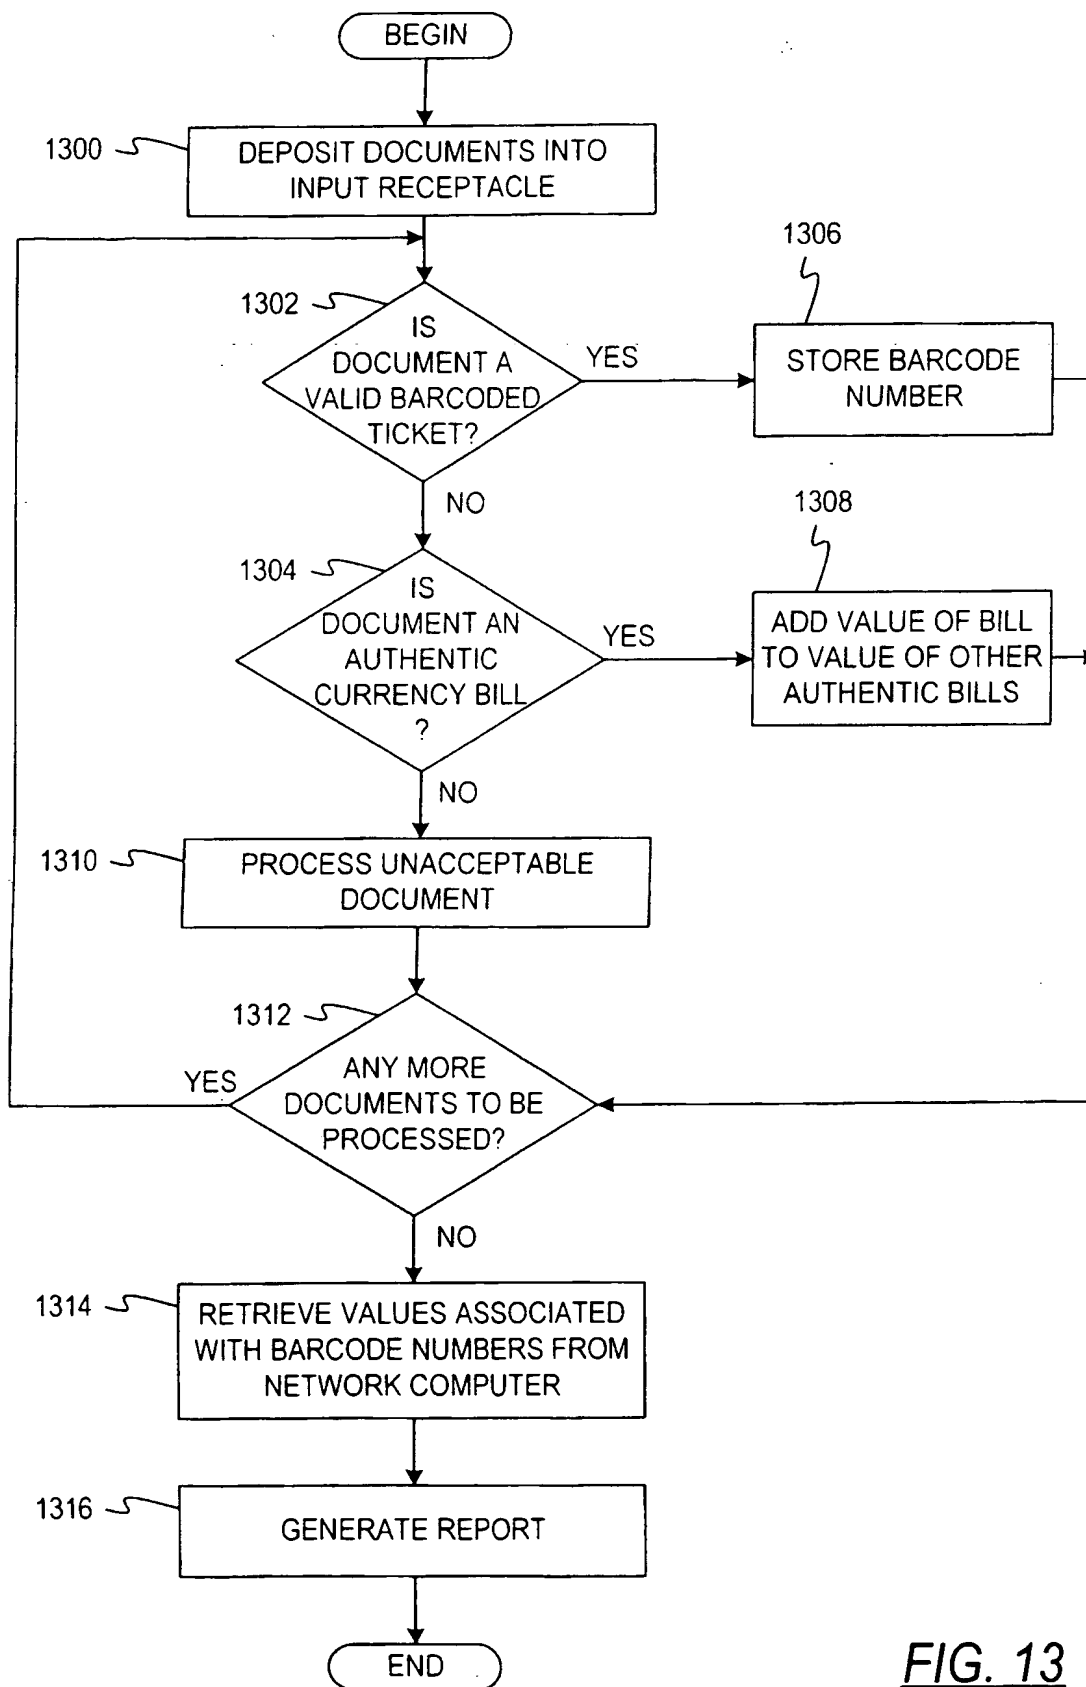 BEGIN
1300
DEPOSIT DOCUMENTS INTO
INPUT RECEPTACLE
1302
IS
DOCUMENT A
VALID BARCODED
TICKET?
YES
1306
STORE BARCODE
NUMBER
NO
1304
IS
DOCUMENT AN
AUTHENTIC
CURRENCY BILL
?
YES
1308
ADD VALUE OF BILL
TO VALUE OF OTHER
AUTHENTIC BILLS
NO
1310
PROCESS UNACCEPTABLE
DOCUMENT
1312
ANY MORE
DOCUMENTS TO BE
PROCESSED?
YES
NO
1314
RETRIEVE VALUES ASSOCIATED
WITH BARCODE NUMBERS FROM
NETWORK COMPUTER
1316
GENERATE REPORT
END
FIG. 13